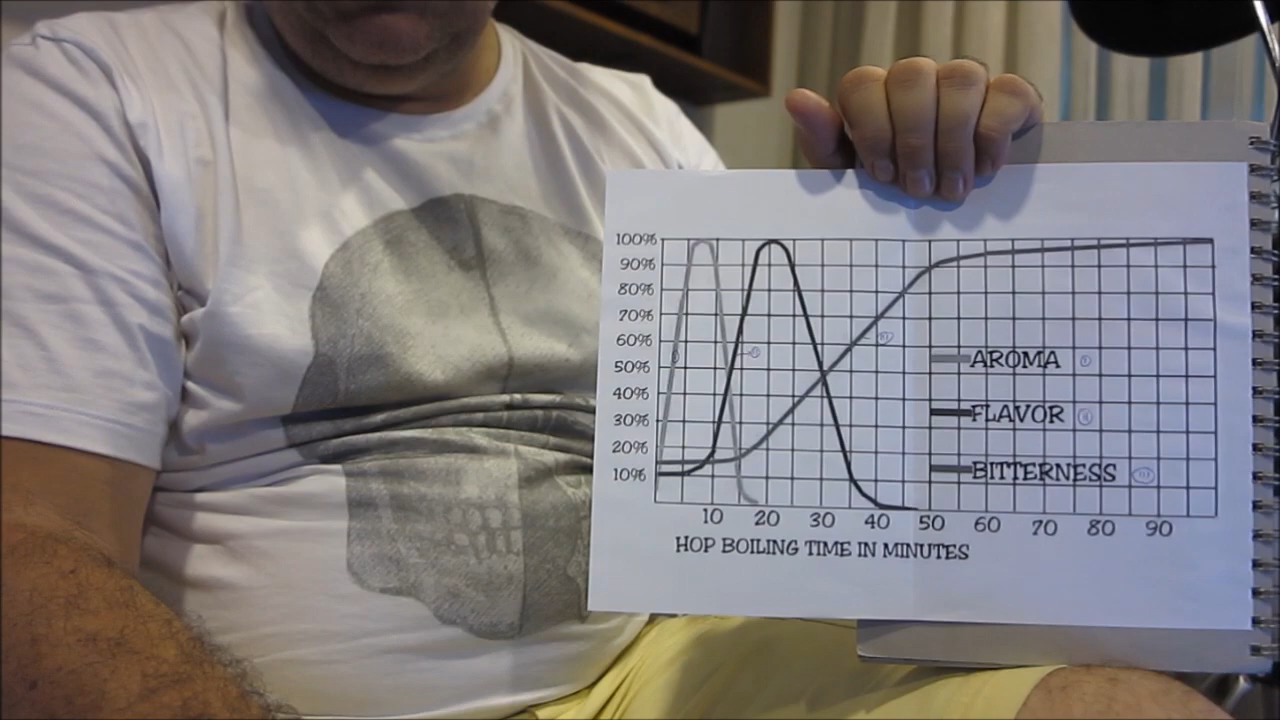 100%
90%
80%
70%
60%
50%
40%
30%
20%
10%
AROMA
FLAVOR
BITTERNESS
10 20 30 40 50 60 70 80 90
HOP BOILING TIME IN MINUTES